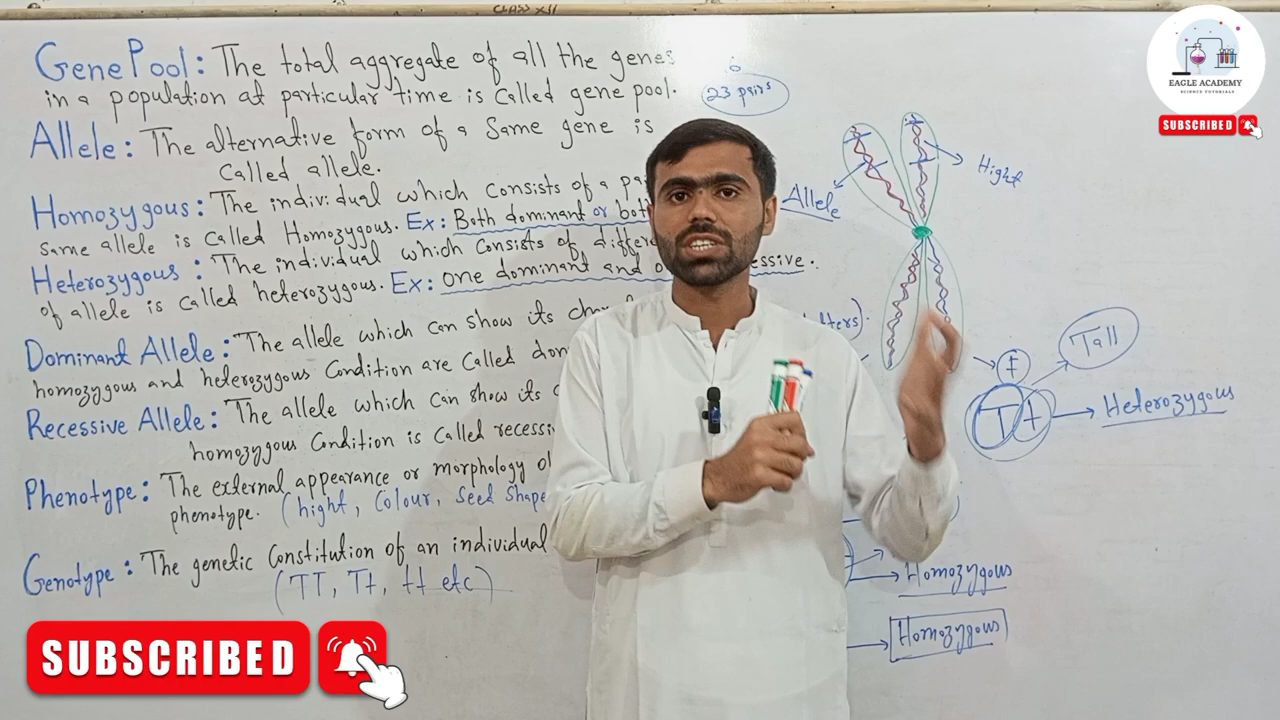 CLASS XII
Gene Pool: The total aggregate of all the genes
in a population at particular time is called gene pool.
Allele: The alternative form of a Same gene is
Called allele.
Homozygous: The individual which Consists of a
same allele is called Homozygous. Ex: Both dominant or
Heterozygous: The individual which Consists of
of allele is called heterozygous. Ex: one dominant and
Dominant Allele: The allele which can show its
homozygous and heterozygous Condition are Called
Recessive Allele: The allele which can show its
homozygous Condition is called
Phenotype: The external appearance or morphology
phenotype. (hight, Colour, Seed Shape
Genotype: The genetic Constitution of an individual
(TT, Tt, tt etc)
23 pairs
Allele
Hight
t
Tall
T t
Heterozygous
Homozygous
Homozygous
EAGLE ACADEMY
SCIENCE TUTORIALS
SUBSCRIBED
SUBSCRIBED